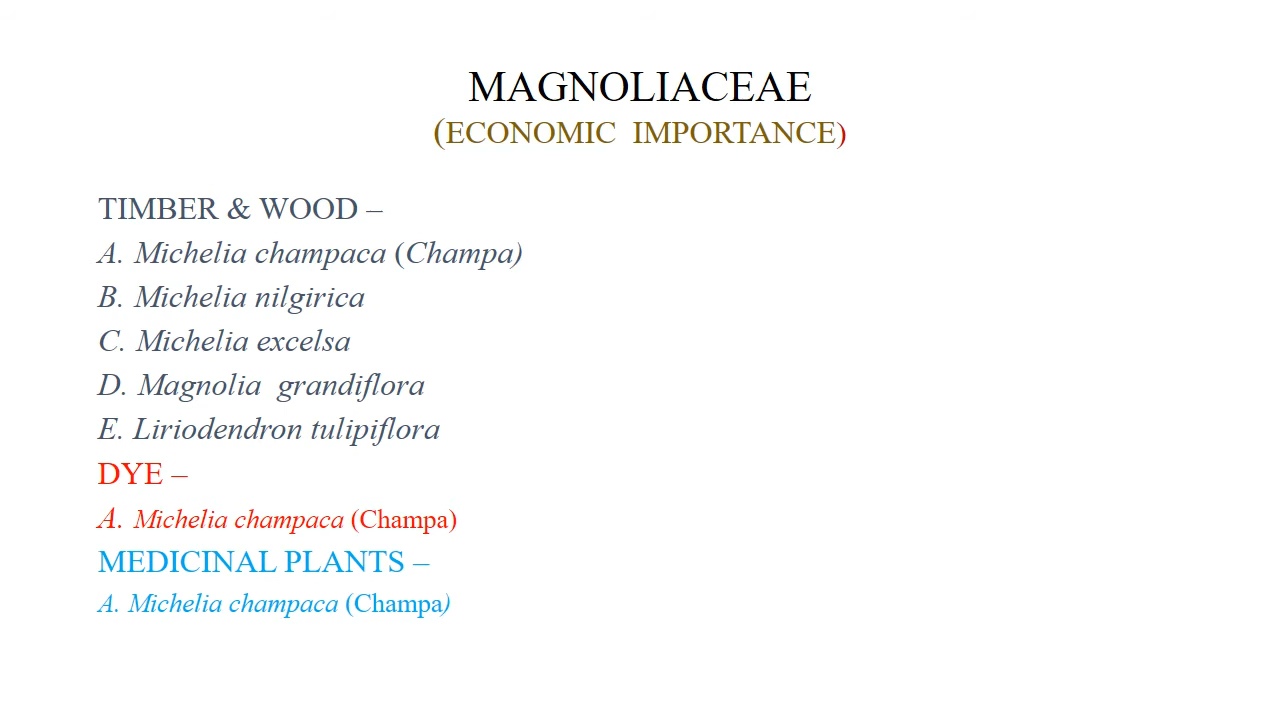 MAGNOLIACEAE
(ECONOMIC IMPORTANCE)
TIMBER & WOOD –
A. Michelia champaca (Champa)
B. Michelia nilgirica
C. Michelia excelsa
D. Magnolia grandiflora
E. Liriodendron tulipiflora
DYE –
A. Michelia champaca (Champa)
MEDICINAL PLANTS –
A. Michelia champaca (Champa)